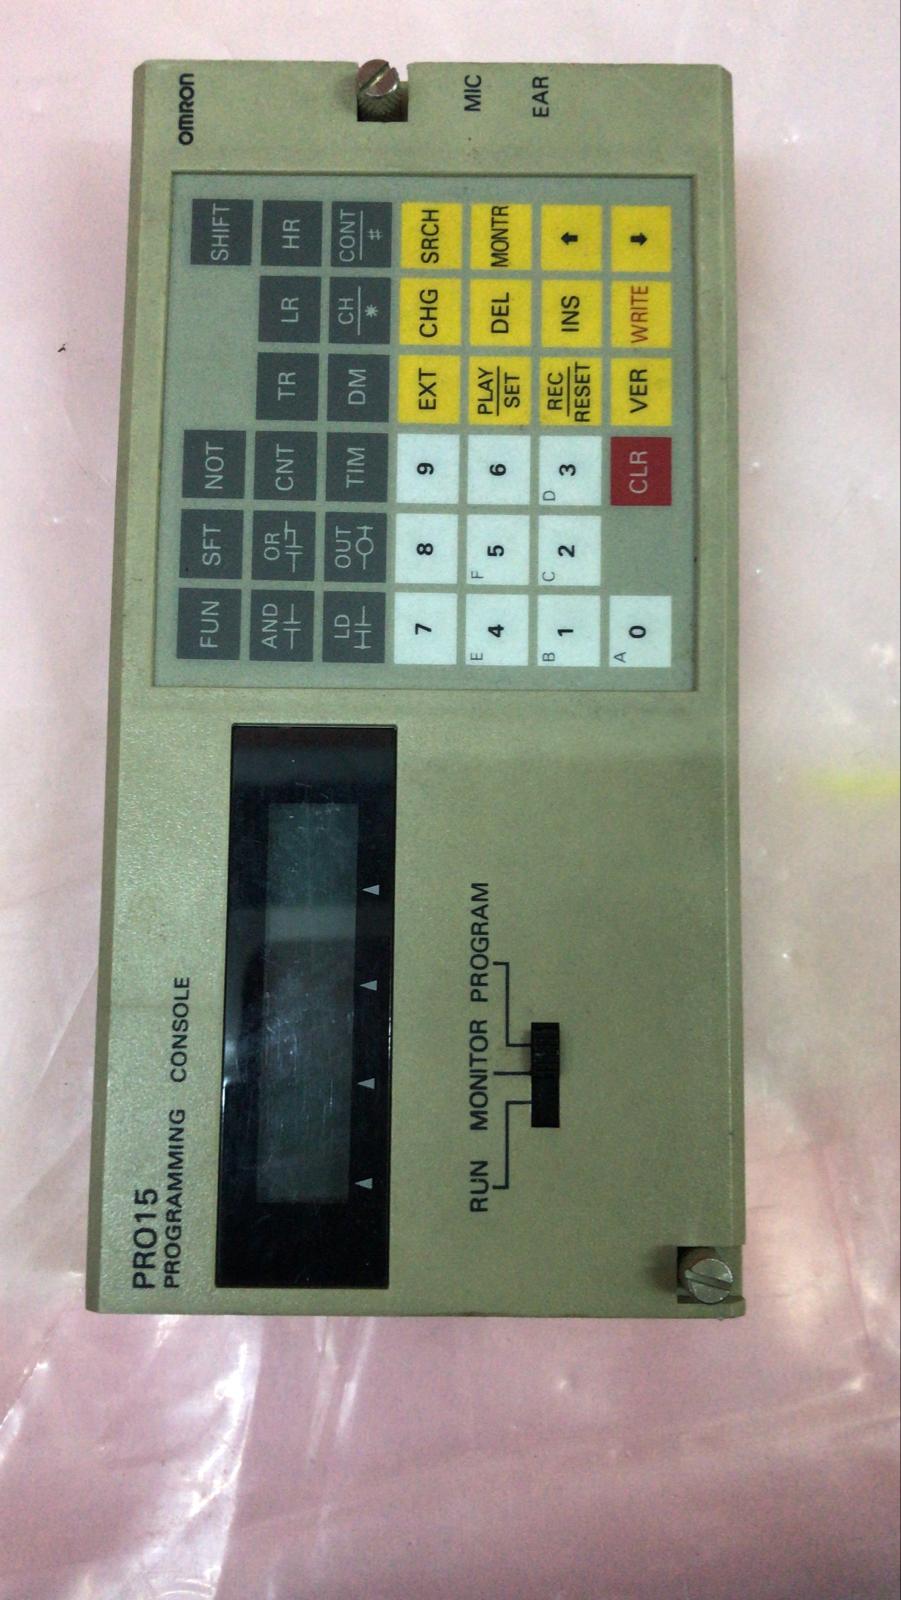 PRO15
PROGRAMMING CONSOLE
OMRON
RUN MONITOR PROGRAM
MIC
EAR
FUN SFT NOT SHIFT
AND OR CNT TR LR HR
LD OUT TIM DM CH * CONT #
7 8 9 EXT CHG SRCH
E 4 F 5 6 PLAY SET DEL MONTR
B 1 C 2 D 3 REC RESET INS ↑
A 0 CLR VER WRITE ↓